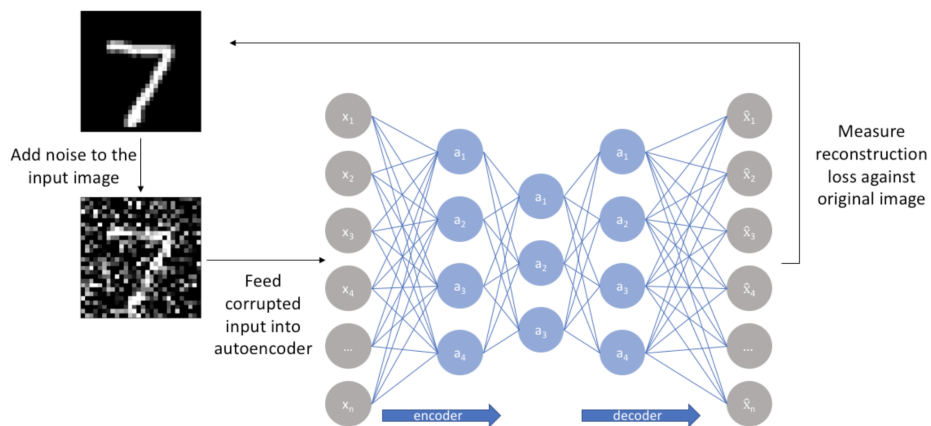 Add noise to the
input image
Feed
corrupted
input into
autoencoder
x₁
x₂
x₃
x₄
...
xₙ
a₁
a₂
a₃
a₄
a₁
a₂
a₃
a₁
a₂
a₃
a₄
x̂₁
x̂₂
x̂₃
x̂₄
...
x̂ₙ
encoder
decoder
Measure
reconstruction
loss against
original image